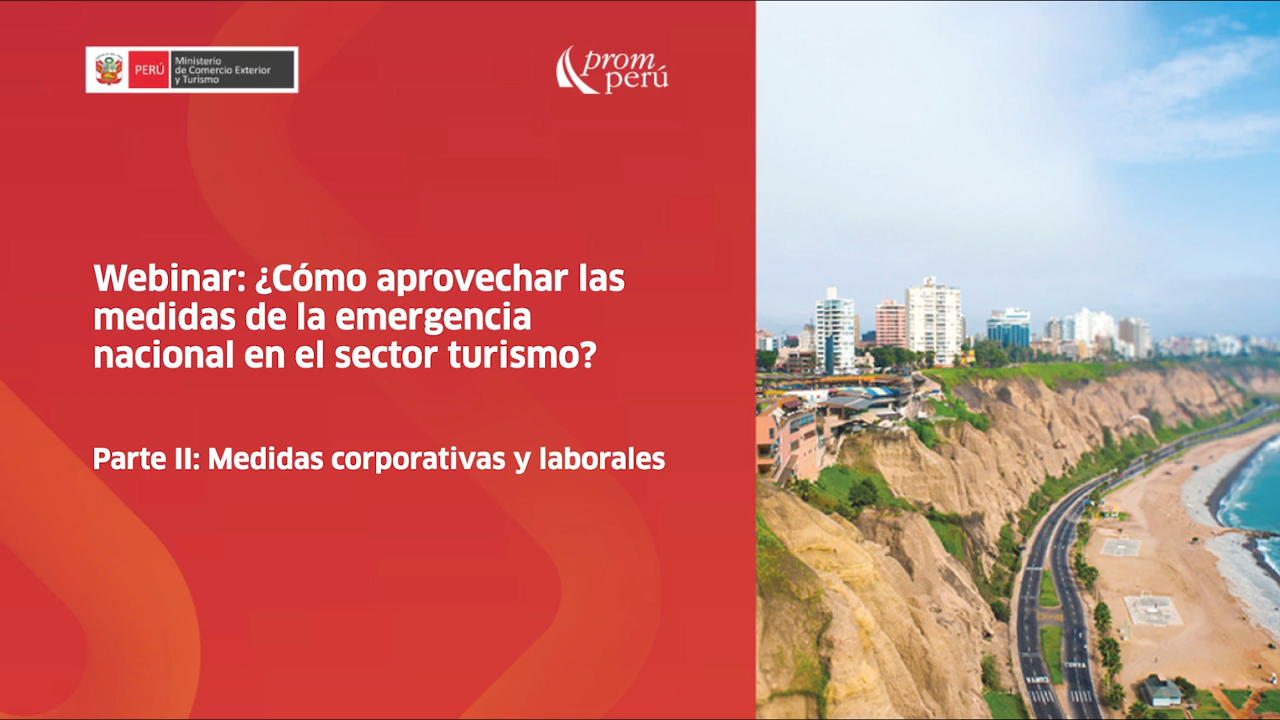 PERÚ
Ministerio
de Comercio Exterior
y Turismo
prom
perú
Webinar: ¿Cómo aprovechar las
medidas de la emergencia
nacional en el sector turismo?
Parte II: Medidas corporativas y laborales